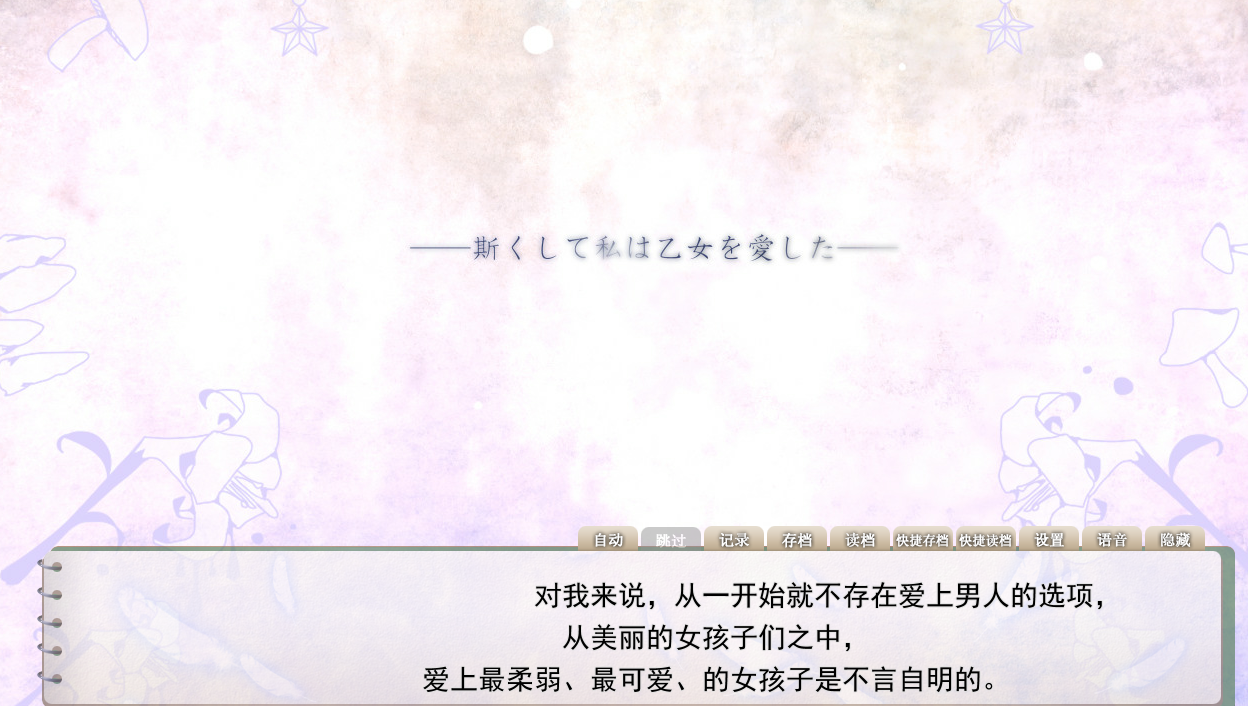 ——斯くして私は乙女を愛した——
自动 跳过 记录 存档 读档 快捷存档 快捷读档 设置 语音 隐藏
对我来说，从一开始就不存在爱上男人的选项，
从美丽的女孩子们之中，
爱上最柔弱、最可爱、的女孩子是不言自明的。